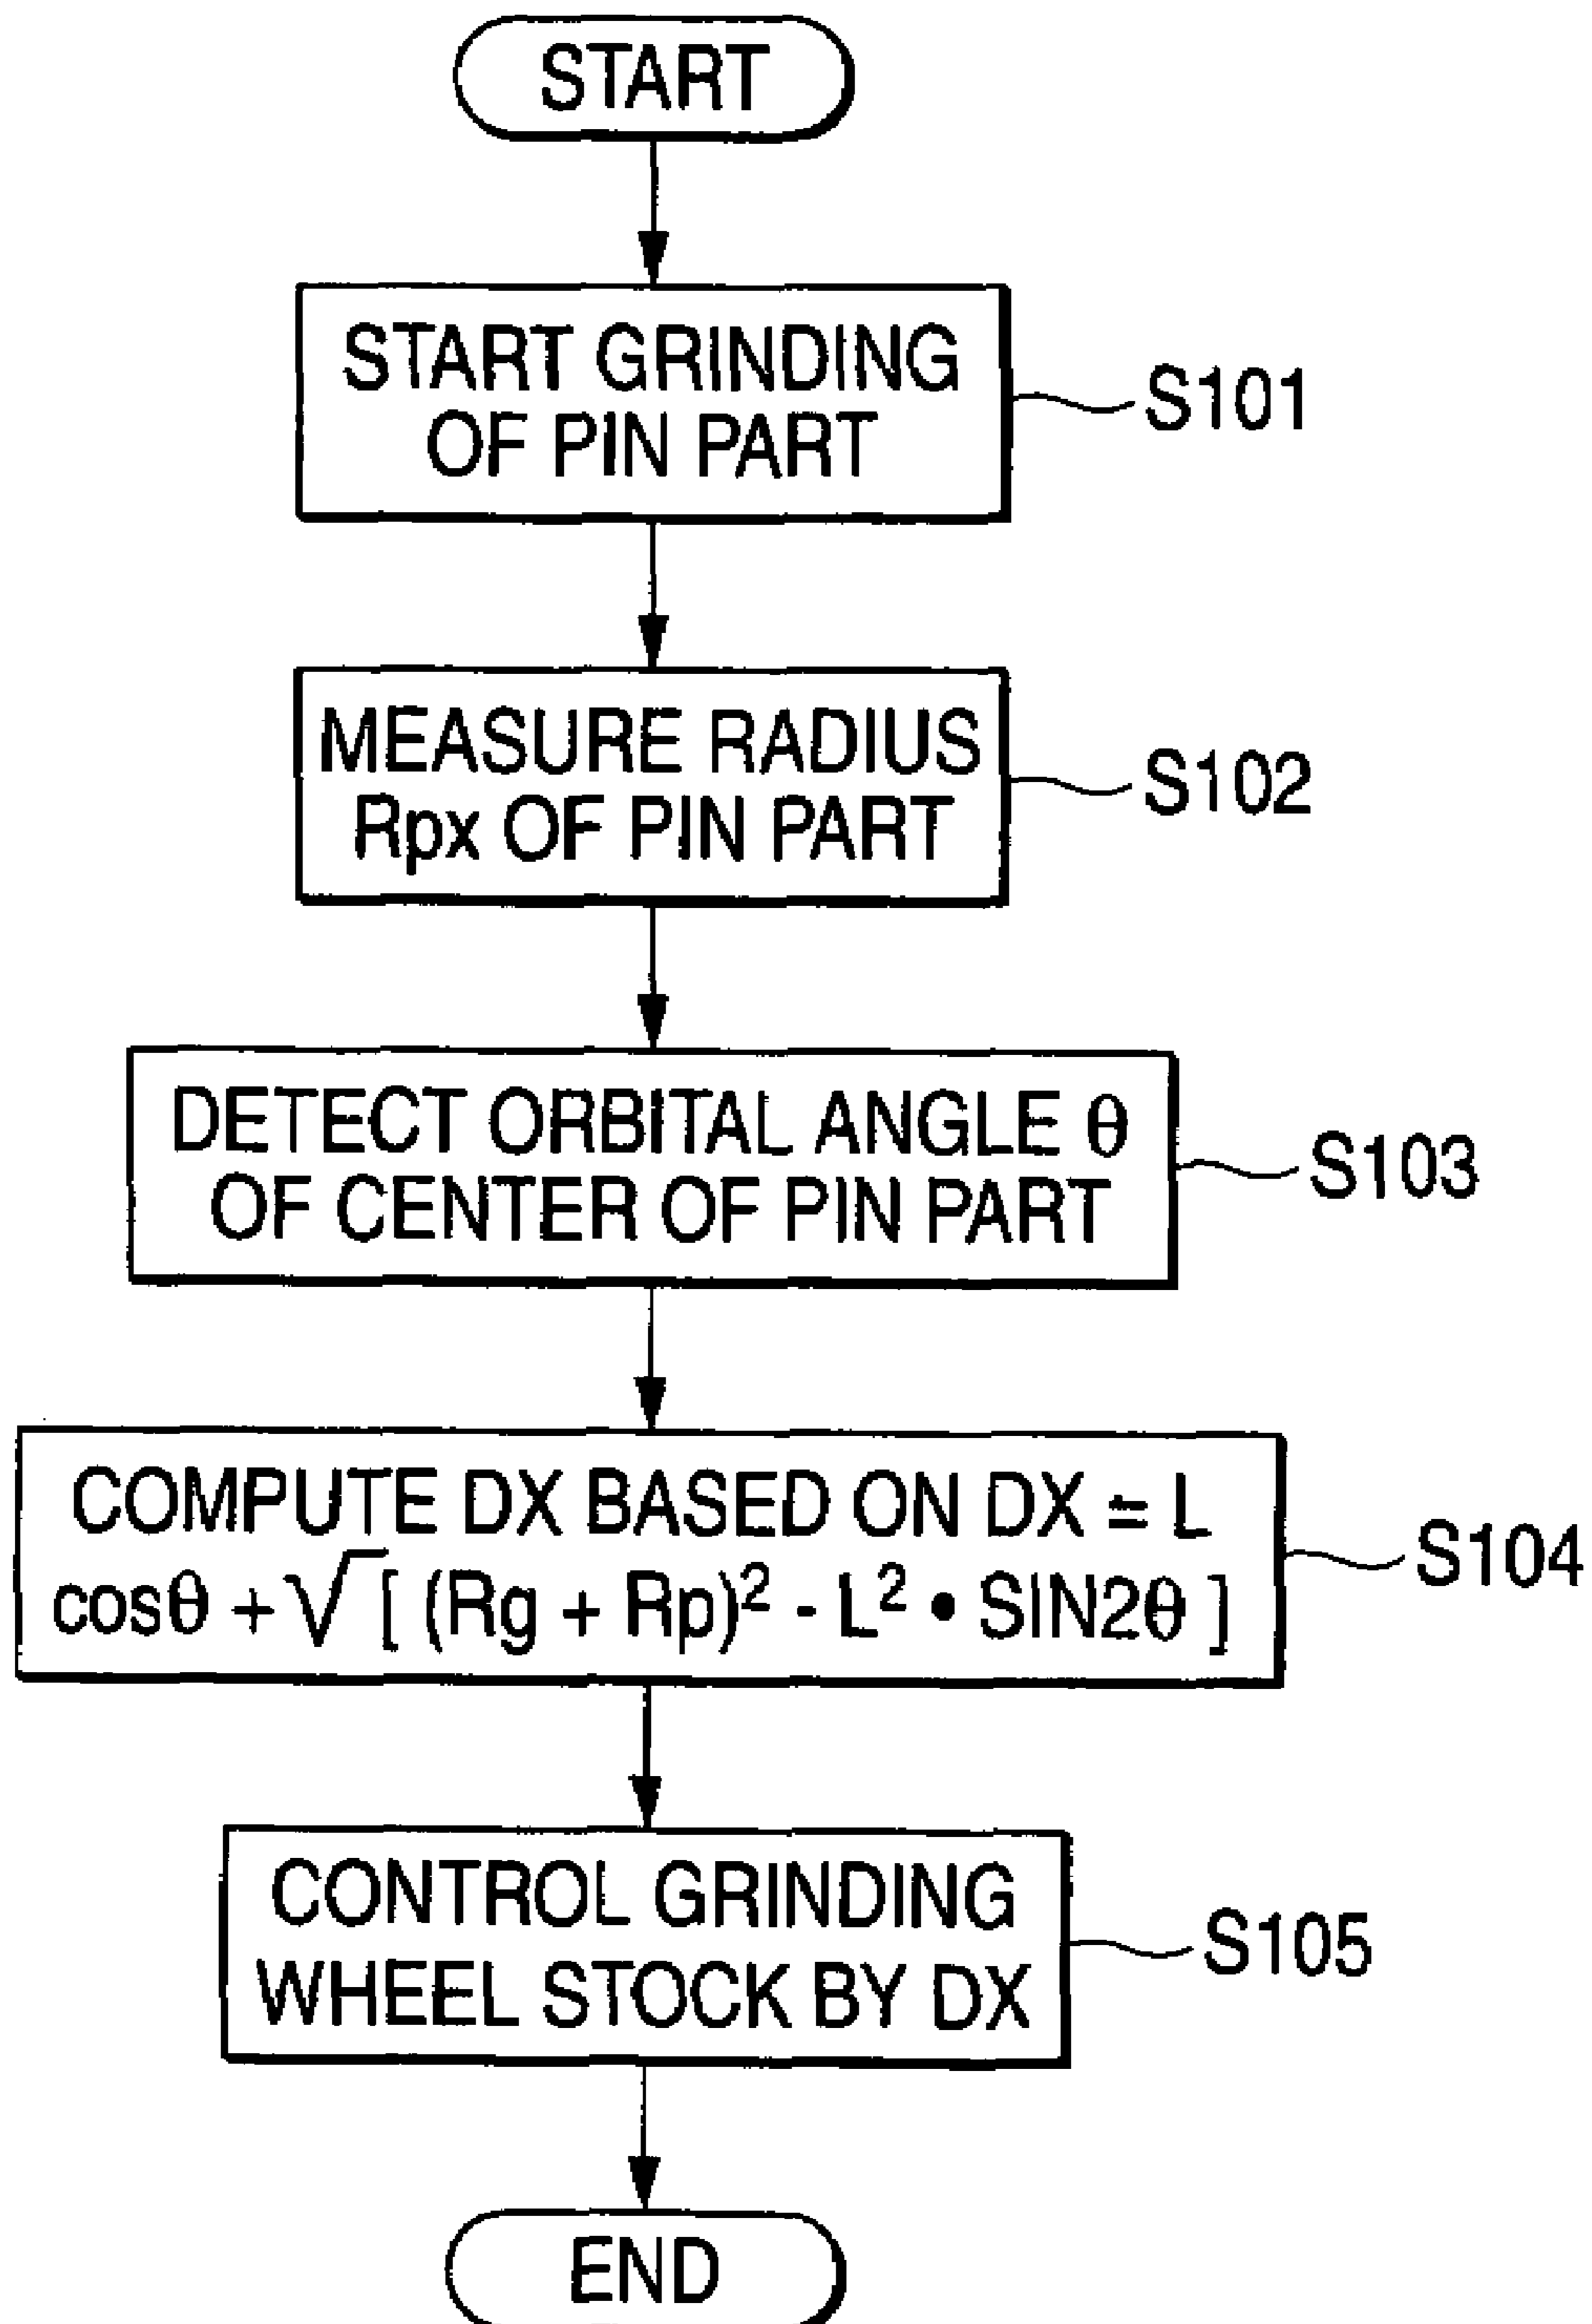 START
START GRINDING
OF PIN PART
S101
MEASURE RADIUS
Rpx OF PIN PART
S102
DETECT ORBITAL ANGLE θ
OF CENTER OF PIN PART
S103
COMPUTE DX BASED ON DX = L
cosθ + √[ (Rg + Rp)² - L² • SIN2θ ]
S104
CONTROL GRINDING
WHEEL STOCK BY DX
S105
END